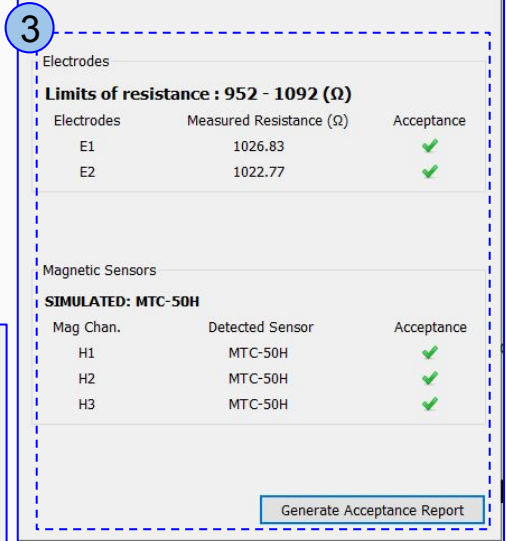 3
Electrodes
Limits of resistance : 952 - 1092 (Ω)
Electrodes Measured Resistance (Ω) Acceptance
E1 1026.83
E2 1022.77
Magnetic Sensors
SIMULATED: MTC-50H
Mag Chan. Detected Sensor Acceptance
H1 MTC-50H
H2 MTC-50H
H3 MTC-50H
Generate Acceptance Report